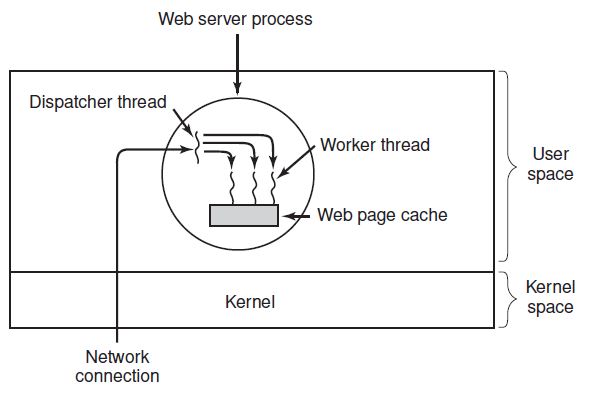 Web server process
Dispatcher thread
Worker thread
User
space
Web page cache
Kernel
Kernel
space
Network
connection